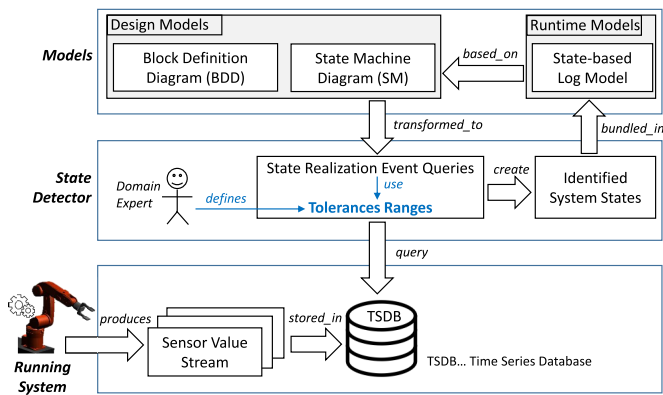 Design Models
Runtime Models
Models
Block Definition
Diagram (BDD)
State Machine
Diagram (SM)
based_on
State-based
Log Model
transformed_to
bundled_in
State
Detector
Domain
Expert
defines
State Realization Event Queries
use
Tolerances Ranges
create
Identified
System States
query
Running
System
produces
Sensor Value
Stream
stored_in
TSDB
TSDB... Time Series Database